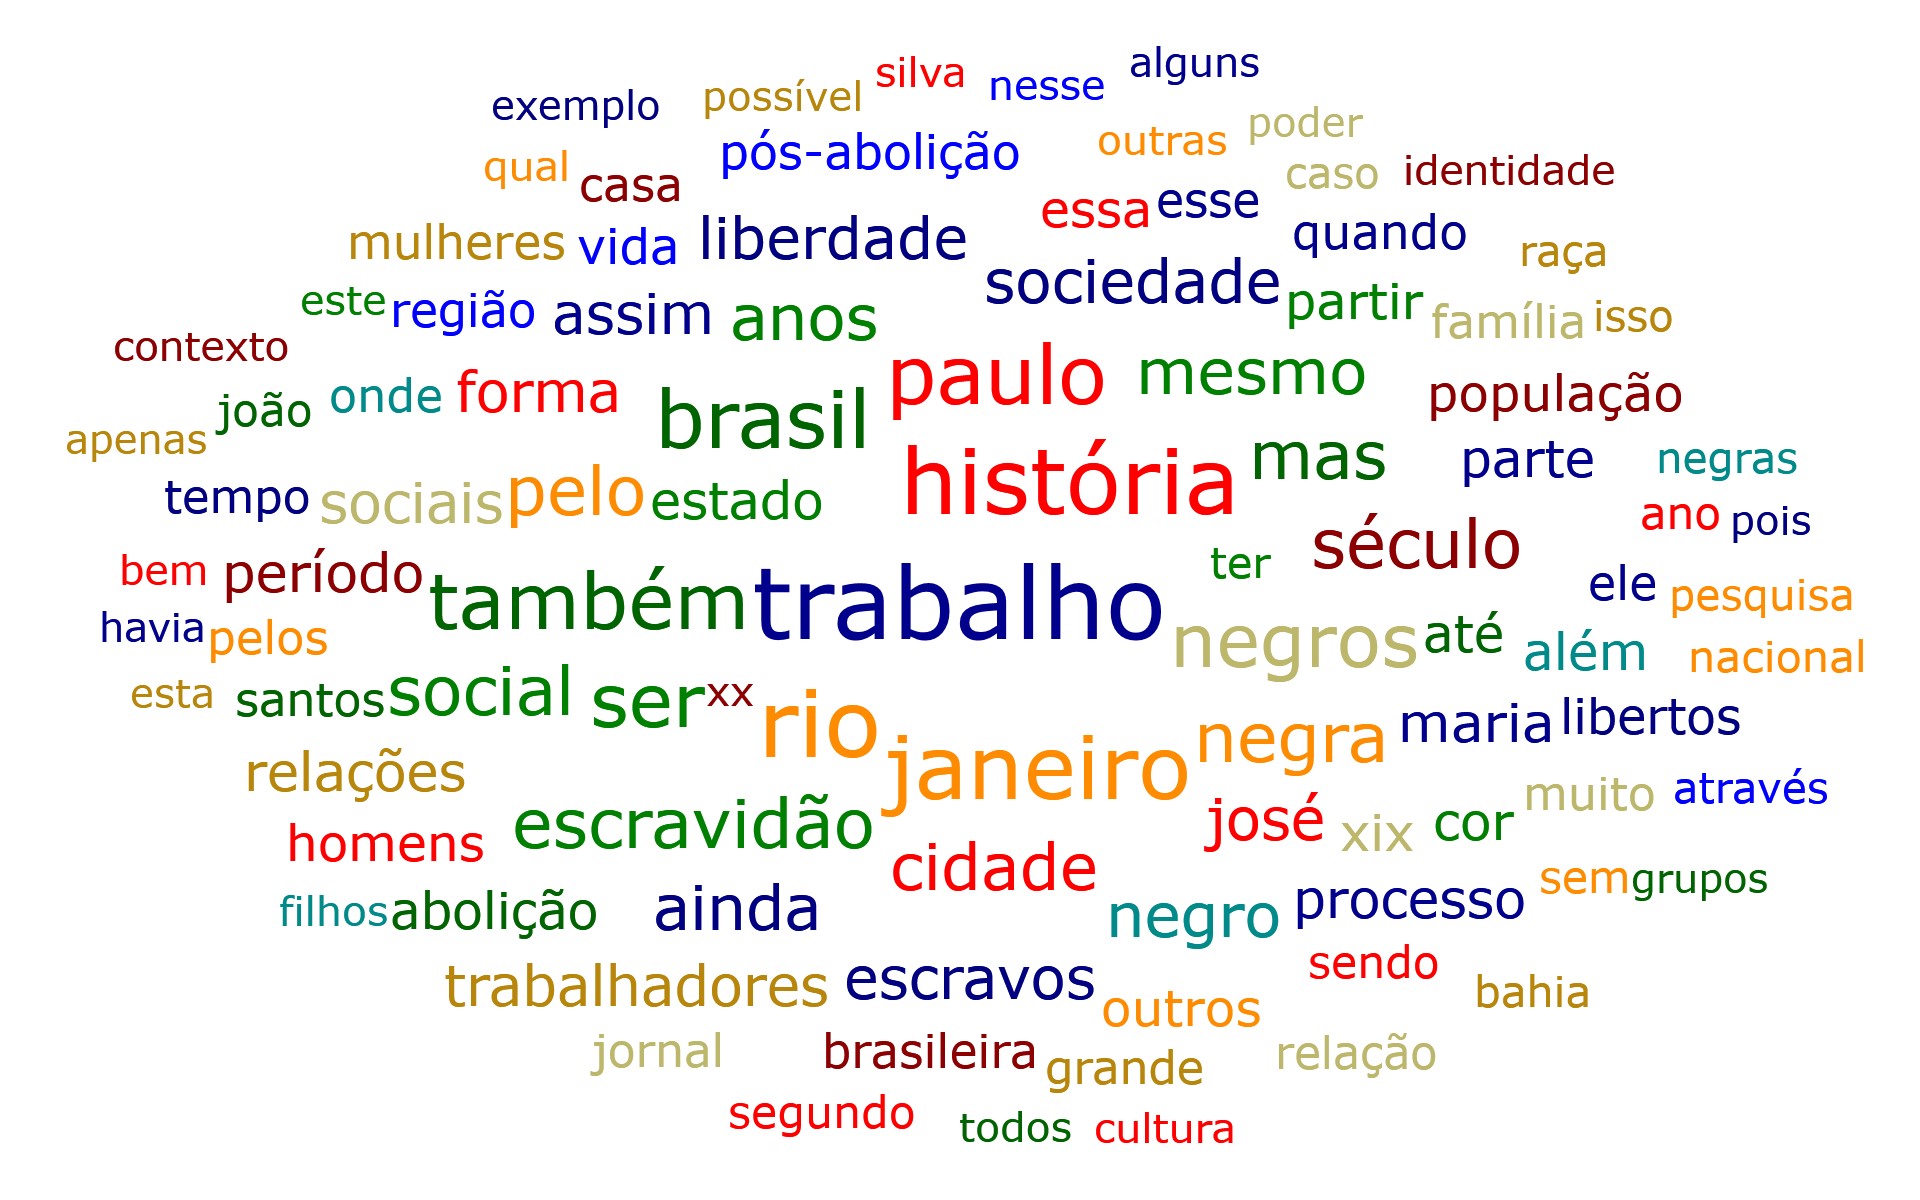 alguns
silva nesse
exemplo possível
poder
pós-abolição outras
qual casa caso identidade
essa esse
mulheres vida liberdade quando raça
sociedade
este região assim anos partir família isso
contexto
paulo mesmo
joão onde forma brasil população
apenas
mas parte negras
tempo sociais pelo estado história ano pois
século
bem período ter ele pesquisa
havia pelos também trabalho negros até além nacional
esta santos social ser xx
rio maria libertos
relações janeiro negra
muito através
homens escravidão josé xix cor
cidade sem grupos
filhos abolição ainda negro processo
sendo
trabalhadores escravos outros bahia
jornal brasileira grande relação
segundo todos cultura